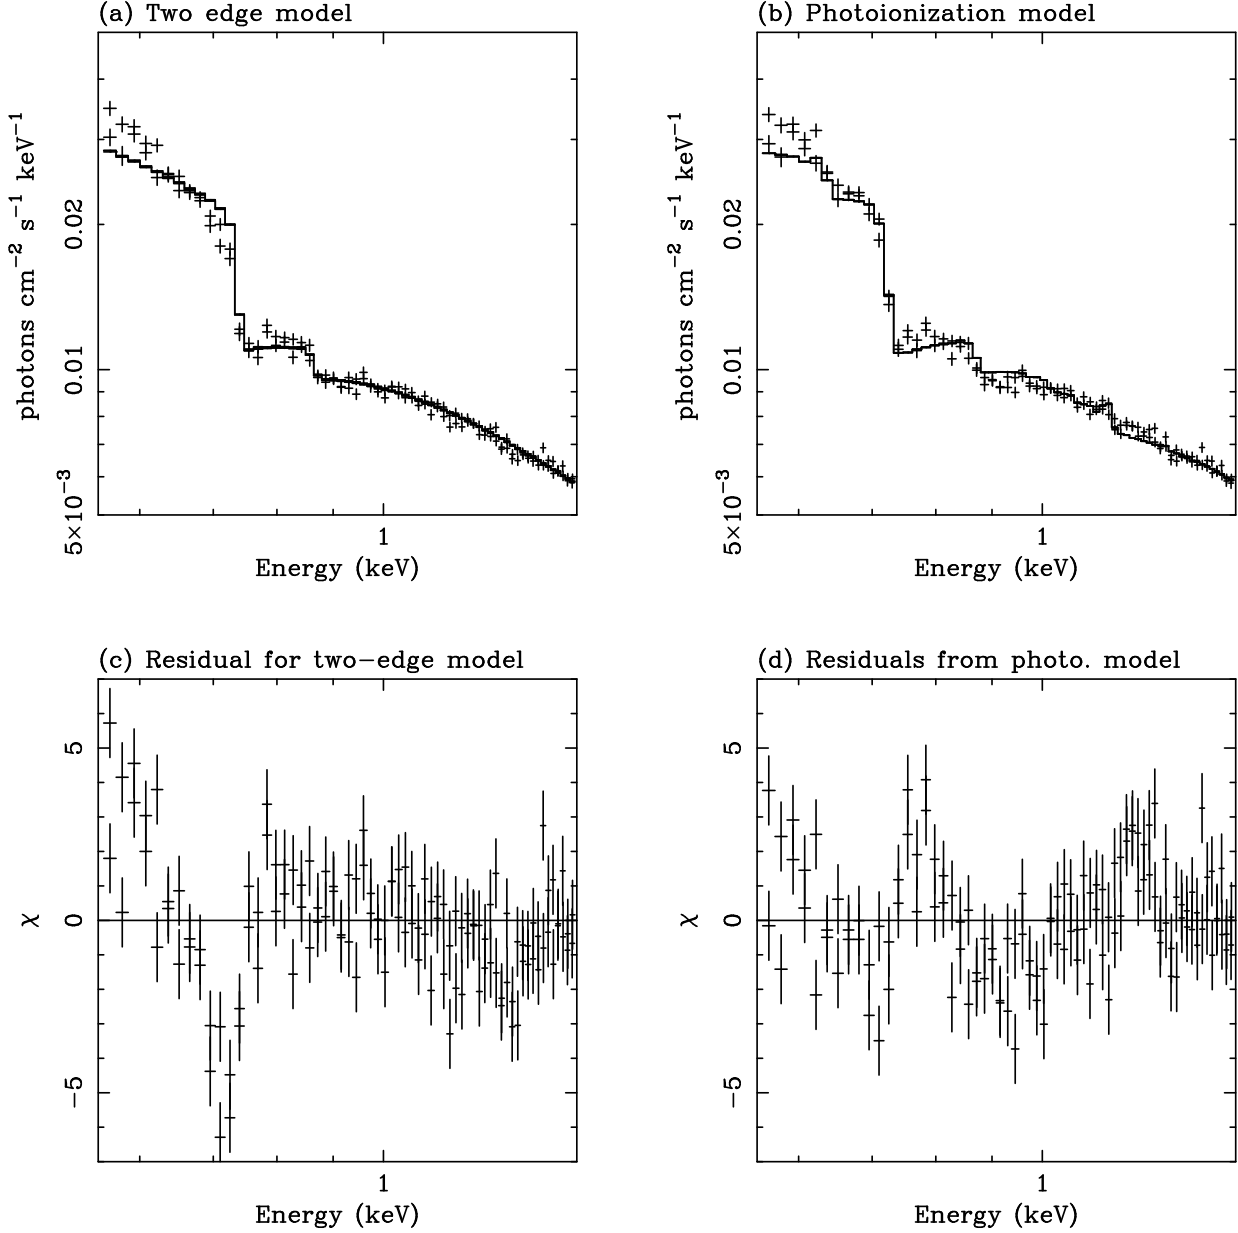 (a) Two edge model
(b) Photoionization model
photons cm⁻² s⁻¹ keV⁻¹
0.02
0.01
5×10⁻³
1
Energy (keV)
photons cm⁻² s⁻¹ keV⁻¹
0.02
0.01
5×10⁻³
1
Energy (keV)
(c) Residual for two-edge model
(d) Residuals from photo. model
χ
5
0
−5
1
Energy (keV)
χ
5
0
−5
1
Energy (keV)